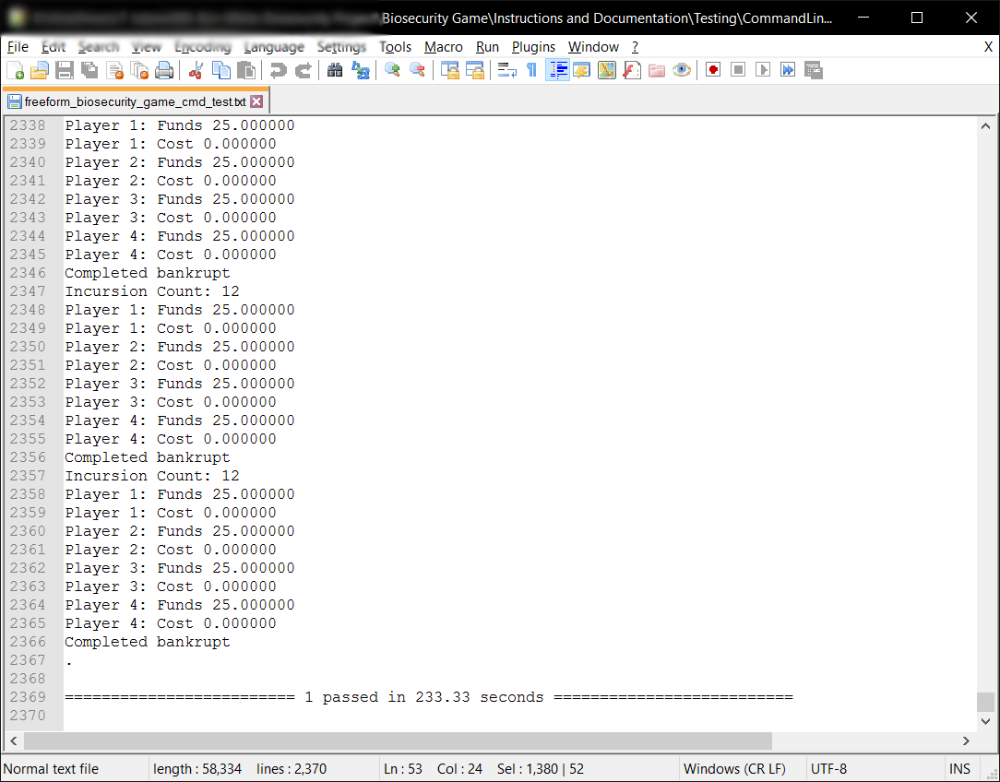 Biosecurity Game\Instructions and Documentation\Testing\CommandLin...
File Edit Search View Encoding Language Settings Tools Macro Run Plugins Window ? X
freeform_biosecurity_game_cmd_test.txt
2338 Player 1: Funds 25.000000
2339 Player 1: Cost 0.000000
2340 Player 2: Funds 25.000000
2341 Player 2: Cost 0.000000
2342 Player 3: Funds 25.000000
2343 Player 3: Cost 0.000000
2344 Player 4: Funds 25.000000
2345 Player 4: Cost 0.000000
2346 Completed bankrupt
2347 Incursion Count: 12
2348 Player 1: Funds 25.000000
2349 Player 1: Cost 0.000000
2350 Player 2: Funds 25.000000
2351 Player 2: Cost 0.000000
2352 Player 3: Funds 25.000000
2353 Player 3: Cost 0.000000
2354 Player 4: Funds 25.000000
2355 Player 4: Cost 0.000000
2356 Completed bankrupt
2357 Incursion Count: 12
2358 Player 1: Funds 25.000000
2359 Player 1: Cost 0.000000
2360 Player 2: Funds 25.000000
2361 Player 2: Cost 0.000000
2362 Player 3: Funds 25.000000
2363 Player 3: Cost 0.000000
2364 Player 4: Funds 25.000000
2365 Player 4: Cost 0.000000
2366 Completed bankrupt
2367 .
2368
2369 ========================= 1 passed in 233.33 seconds ==========================
2370
Normal text file length : 58,334 lines : 2,370 Ln : 53 Col : 24 Sel : 1,380 | 52 Windows (CR LF) UTF-8 INS